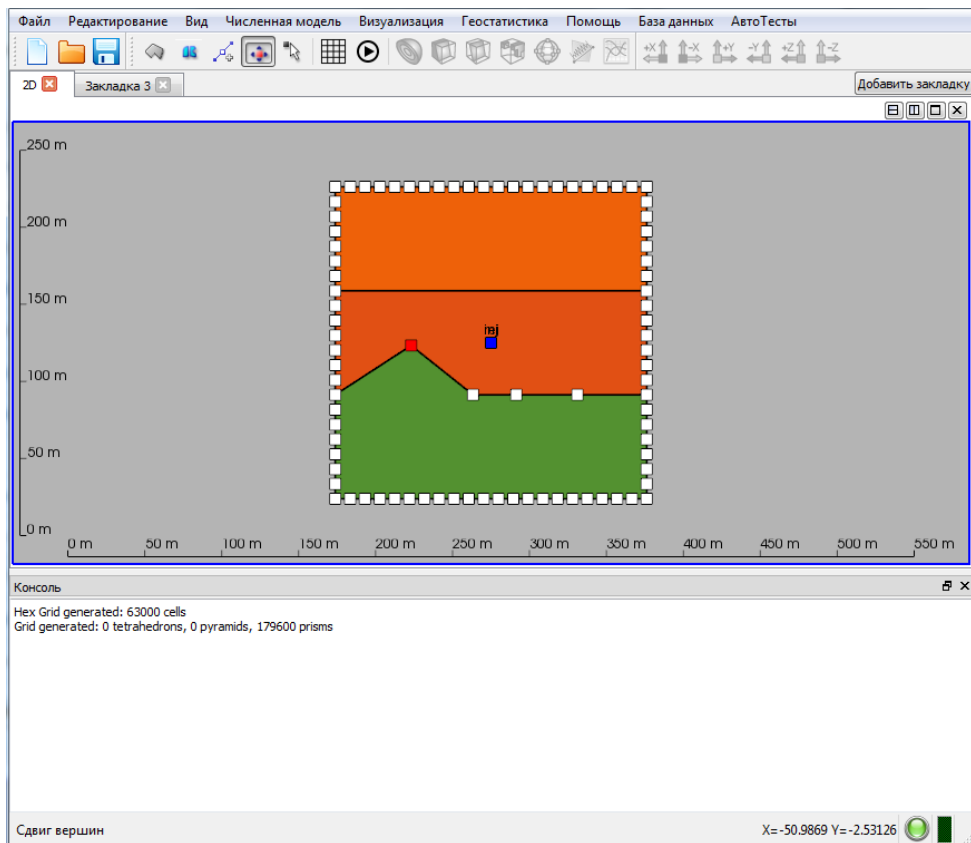 Файл Редактирование Вид Численная модель Визуализация Геостатистика Помощь База данных АвтоТесты
+X -X +Y -Y +Z -Z
2D Закладка 3 Добавить закладку
250 m
200 m
150 m
100 m
50 m
0 m
0 m 50 m 100 m 150 m 200 m 250 m 300 m 350 m 400 m 450 m 500 m 550 m
Консоль
Hex Grid generated: 63000 cells
Grid generated: 0 tetrahedrons, 0 pyramids, 179600 prisms
Сдвиг вершин X=-50.9869 Y=-2.53126